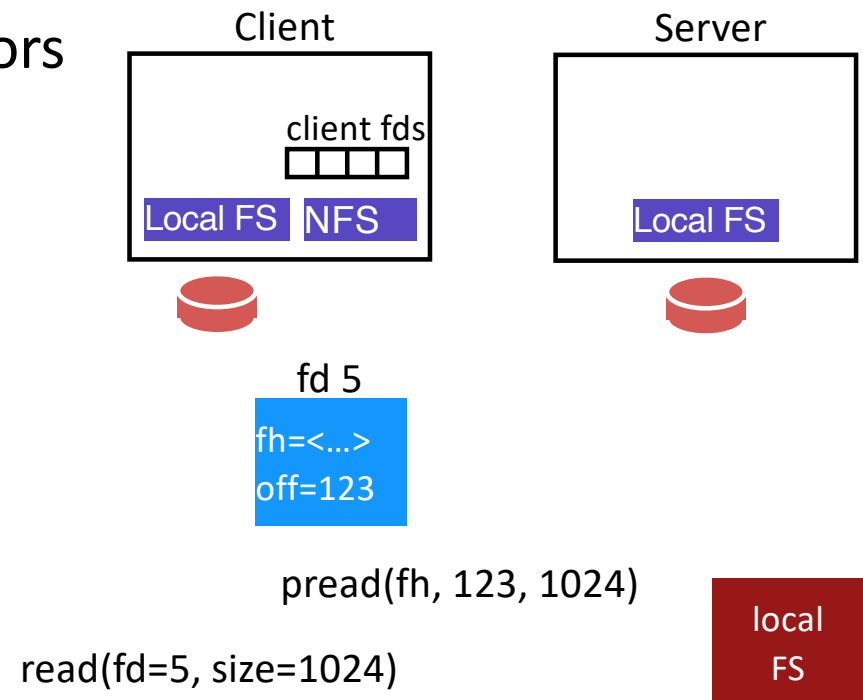 ors
Client
Server
client fds
Local FS
NFS
Local FS
fd 5
fh=<…>
off=123
pread(fh, 123, 1024)
local
FS
read(fd=5, size=1024)